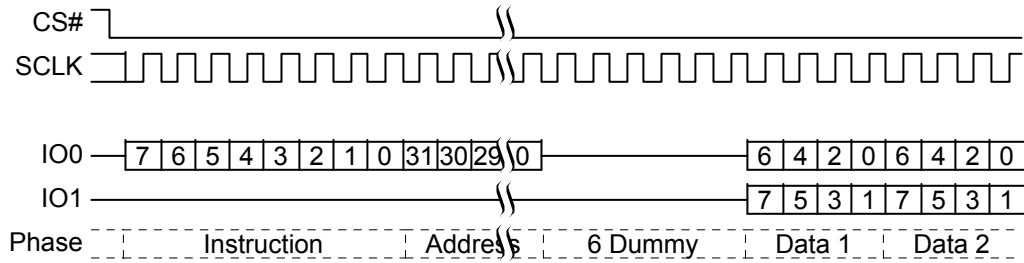 CS#
SCLK
IO0 7 6 5 4 3 2 1 0 31 30 29 0 6 4 2 0 6 4 2 0
IO1 7 5 3 1 7 5 3 1
Phase Instruction Address 6 Dummy Data 1 Data 2